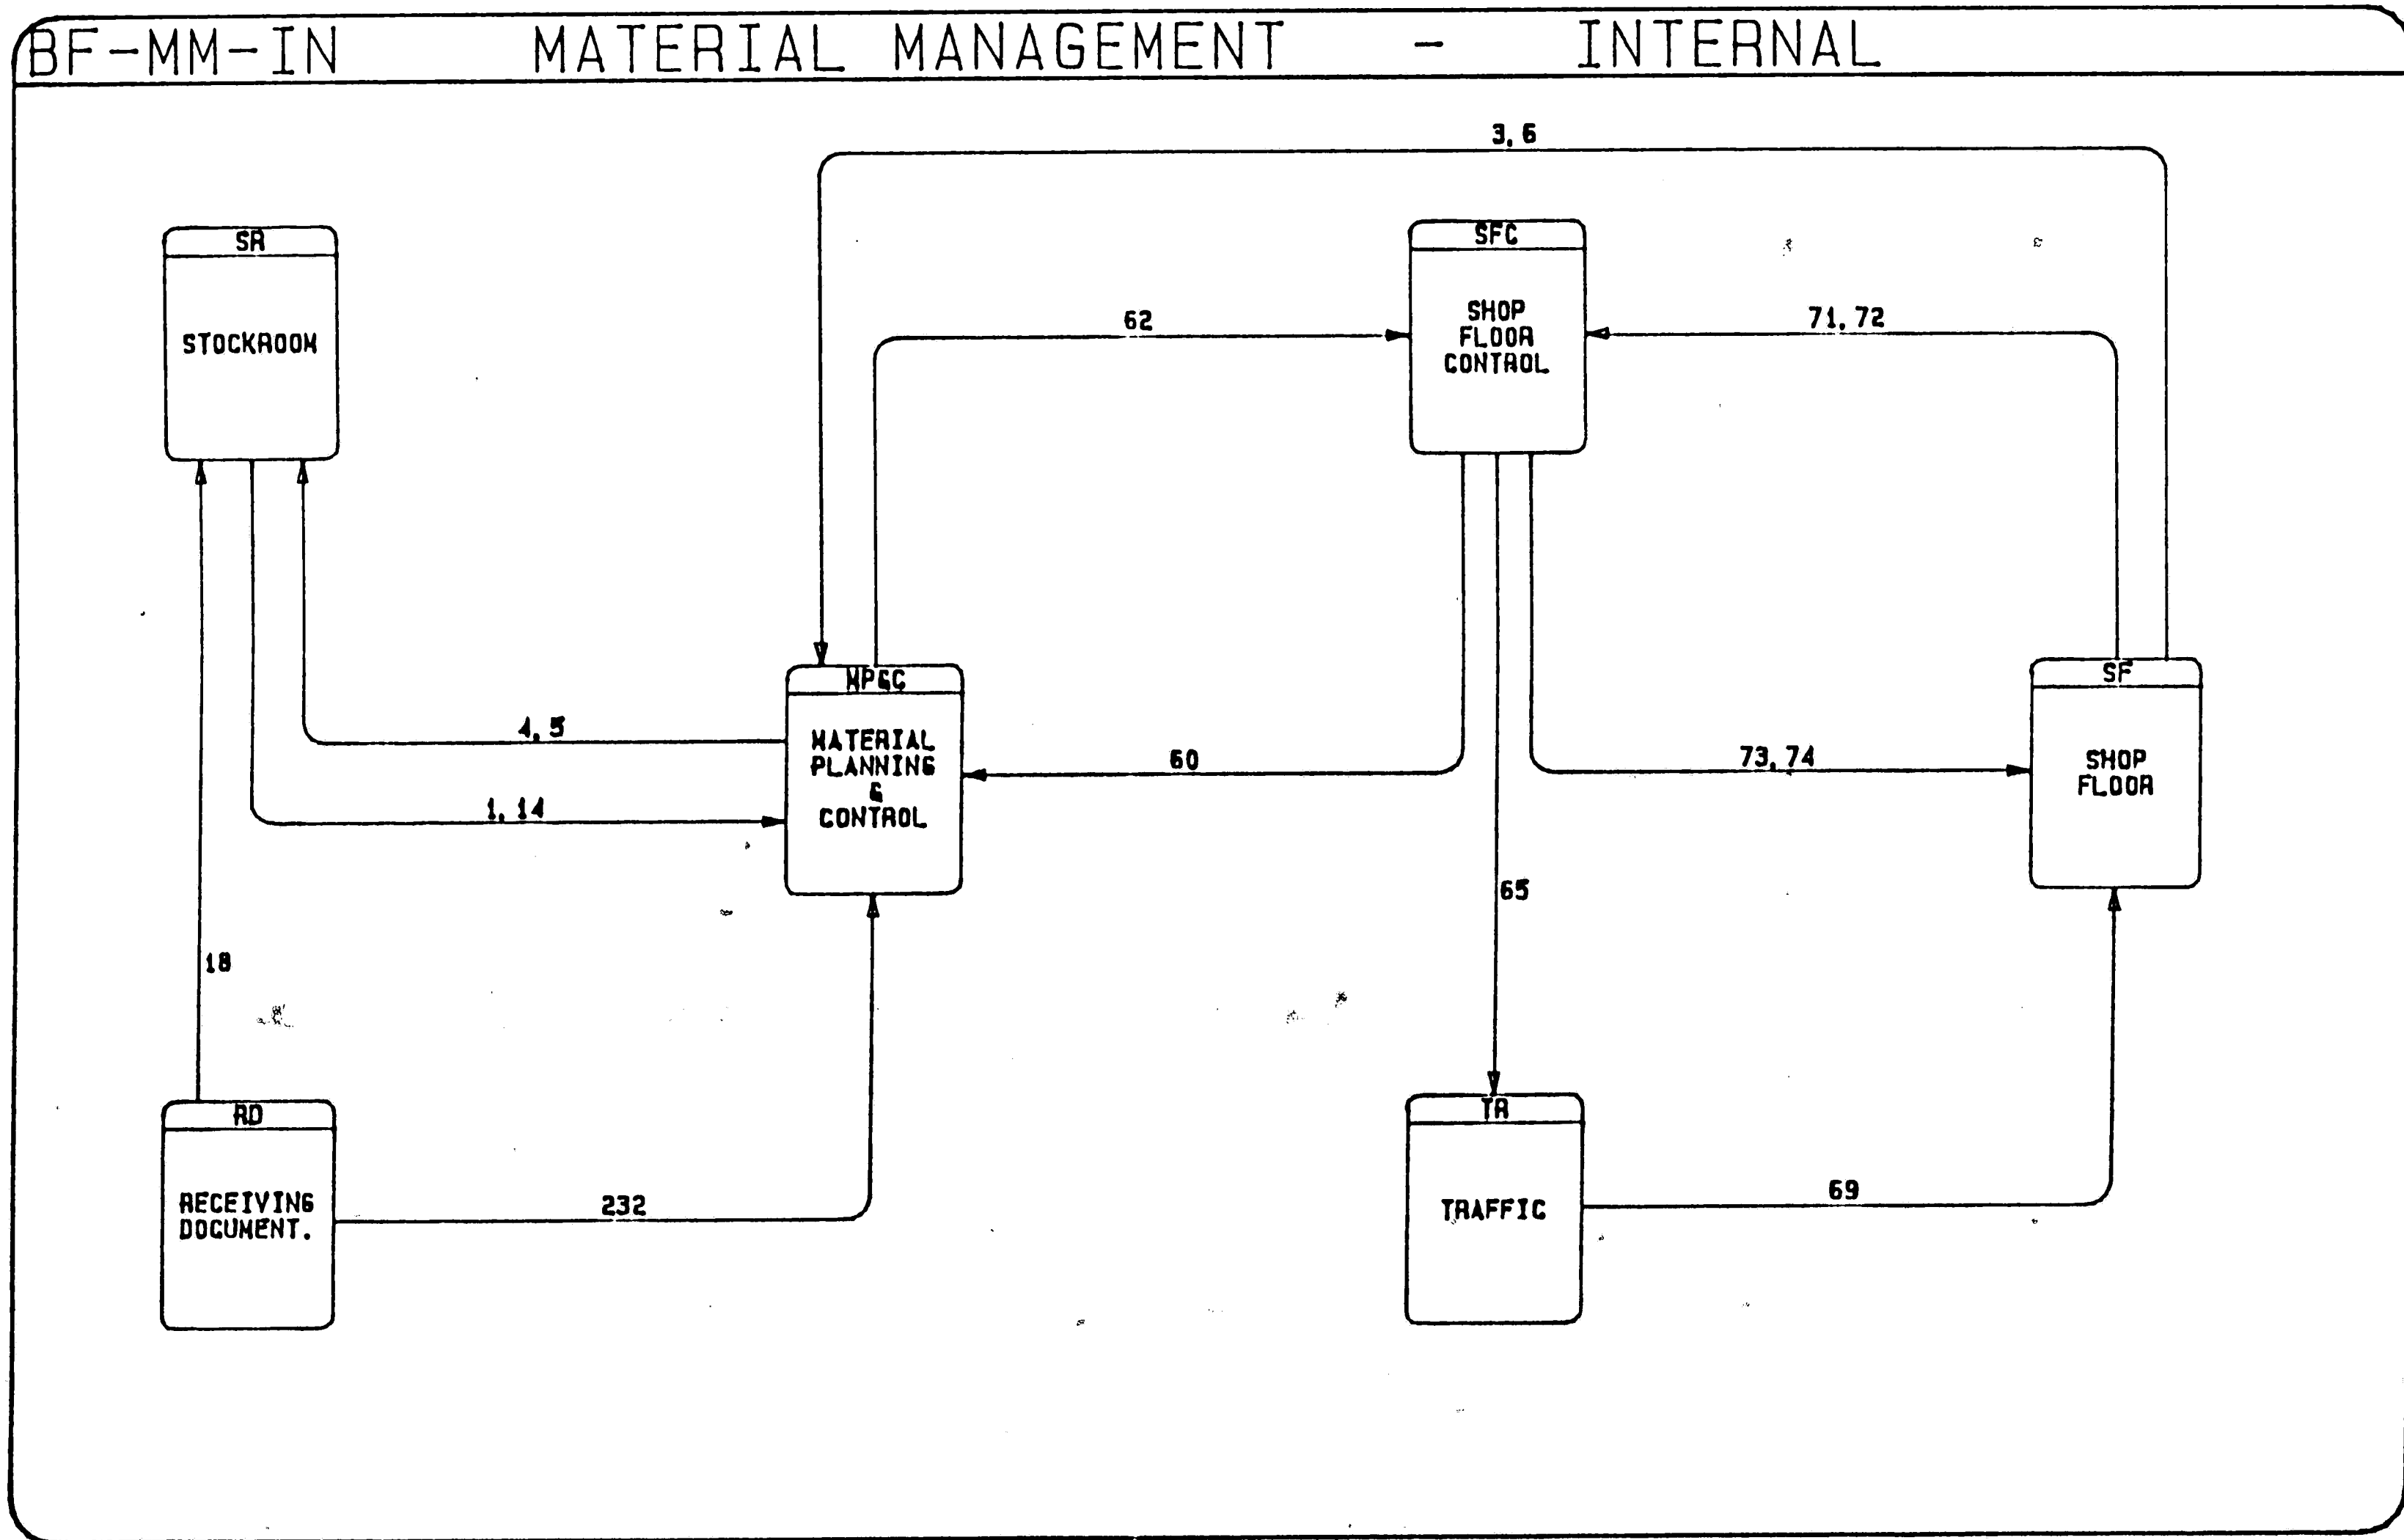 BF-MM-IN MATERIAL MANAGEMENT - INTERNAL
3, 6
SR
STOCKROOM
SFC
SHOP
FLOOR
CONTROL
62
71, 72
MP&C
MATERIAL
PLANNING
&
CONTROL
4, 5
1, 14
60
73, 74
SF
SHOP
FLOOR
65
18
RD
RECEIVING
DOCUMENT.
232
TR
TRAFFIC
69